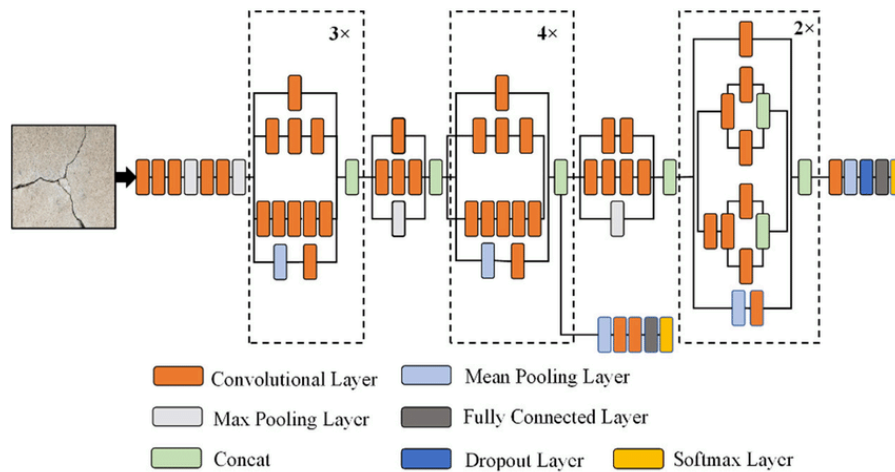 3×
4×
2×
Convolutional Layer
Mean Pooling Layer
Max Pooling Layer
Fully Connected Layer
Concat
Dropout Layer
Softmax Layer